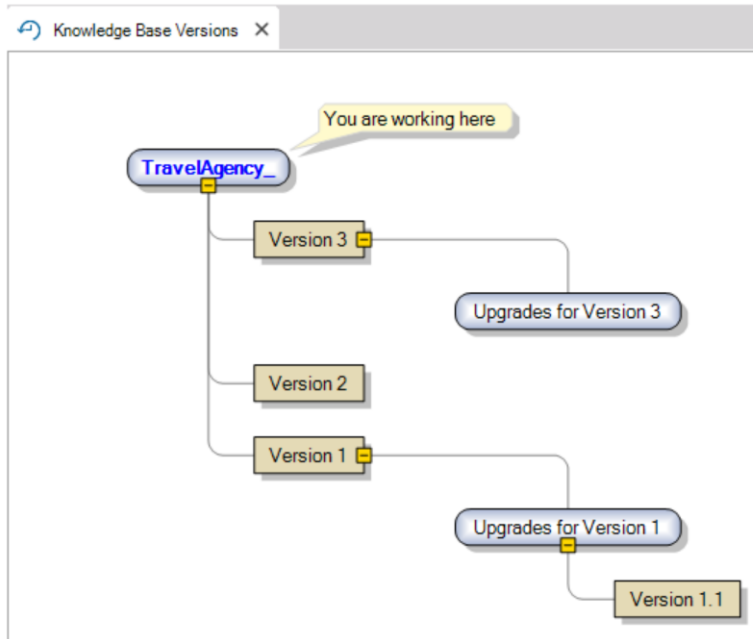 Knowledge Base Versions
You are working here
TravelAgency_
Version 3
Upgrades for Version 3
Version 2
Version 1
Upgrades for Version 1
Version 1.1